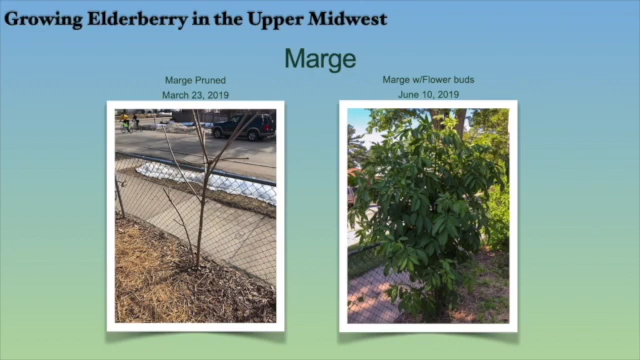 Growing Elderberry in the Upper Midwest
Marge
Marge Pruned
March 23, 2019
Marge w/Flower buds
June 10, 2019